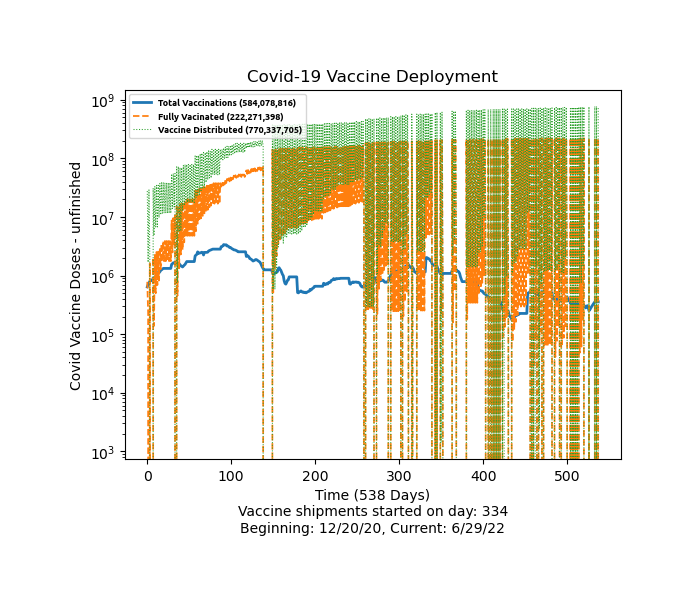 Covid-19 Vaccine Deployment
Total Vaccinations (584,078,816)
Fully Vacinated (222,271,398)
Vaccine Distributed (770,337,705)
Covid Vaccine Doses - unfinished
10⁹
10⁸
10⁷
10⁶
10⁵
10⁴
10³
0 100 200 300 400 500
Time (538 Days)
Vaccine shipments started on day: 334
Beginning: 12/20/20, Current: 6/29/22